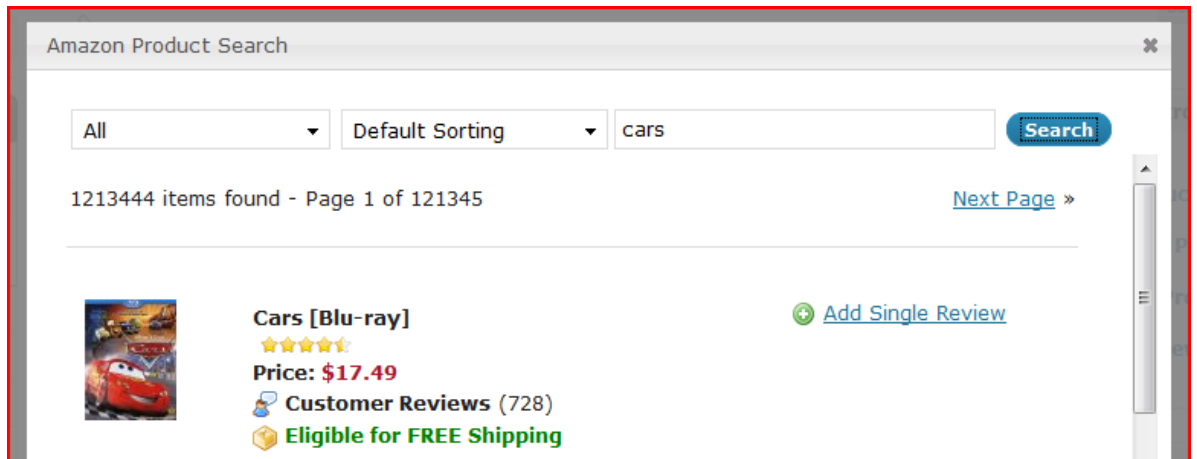 Amazon Product Search
All
Default Sorting
cars
Search
1213444 items found - Page 1 of 121345
Next Page »
Cars [Blu-ray]
Add Single Review
Price: $17.49
Customer Reviews (728)
Eligible for FREE Shipping